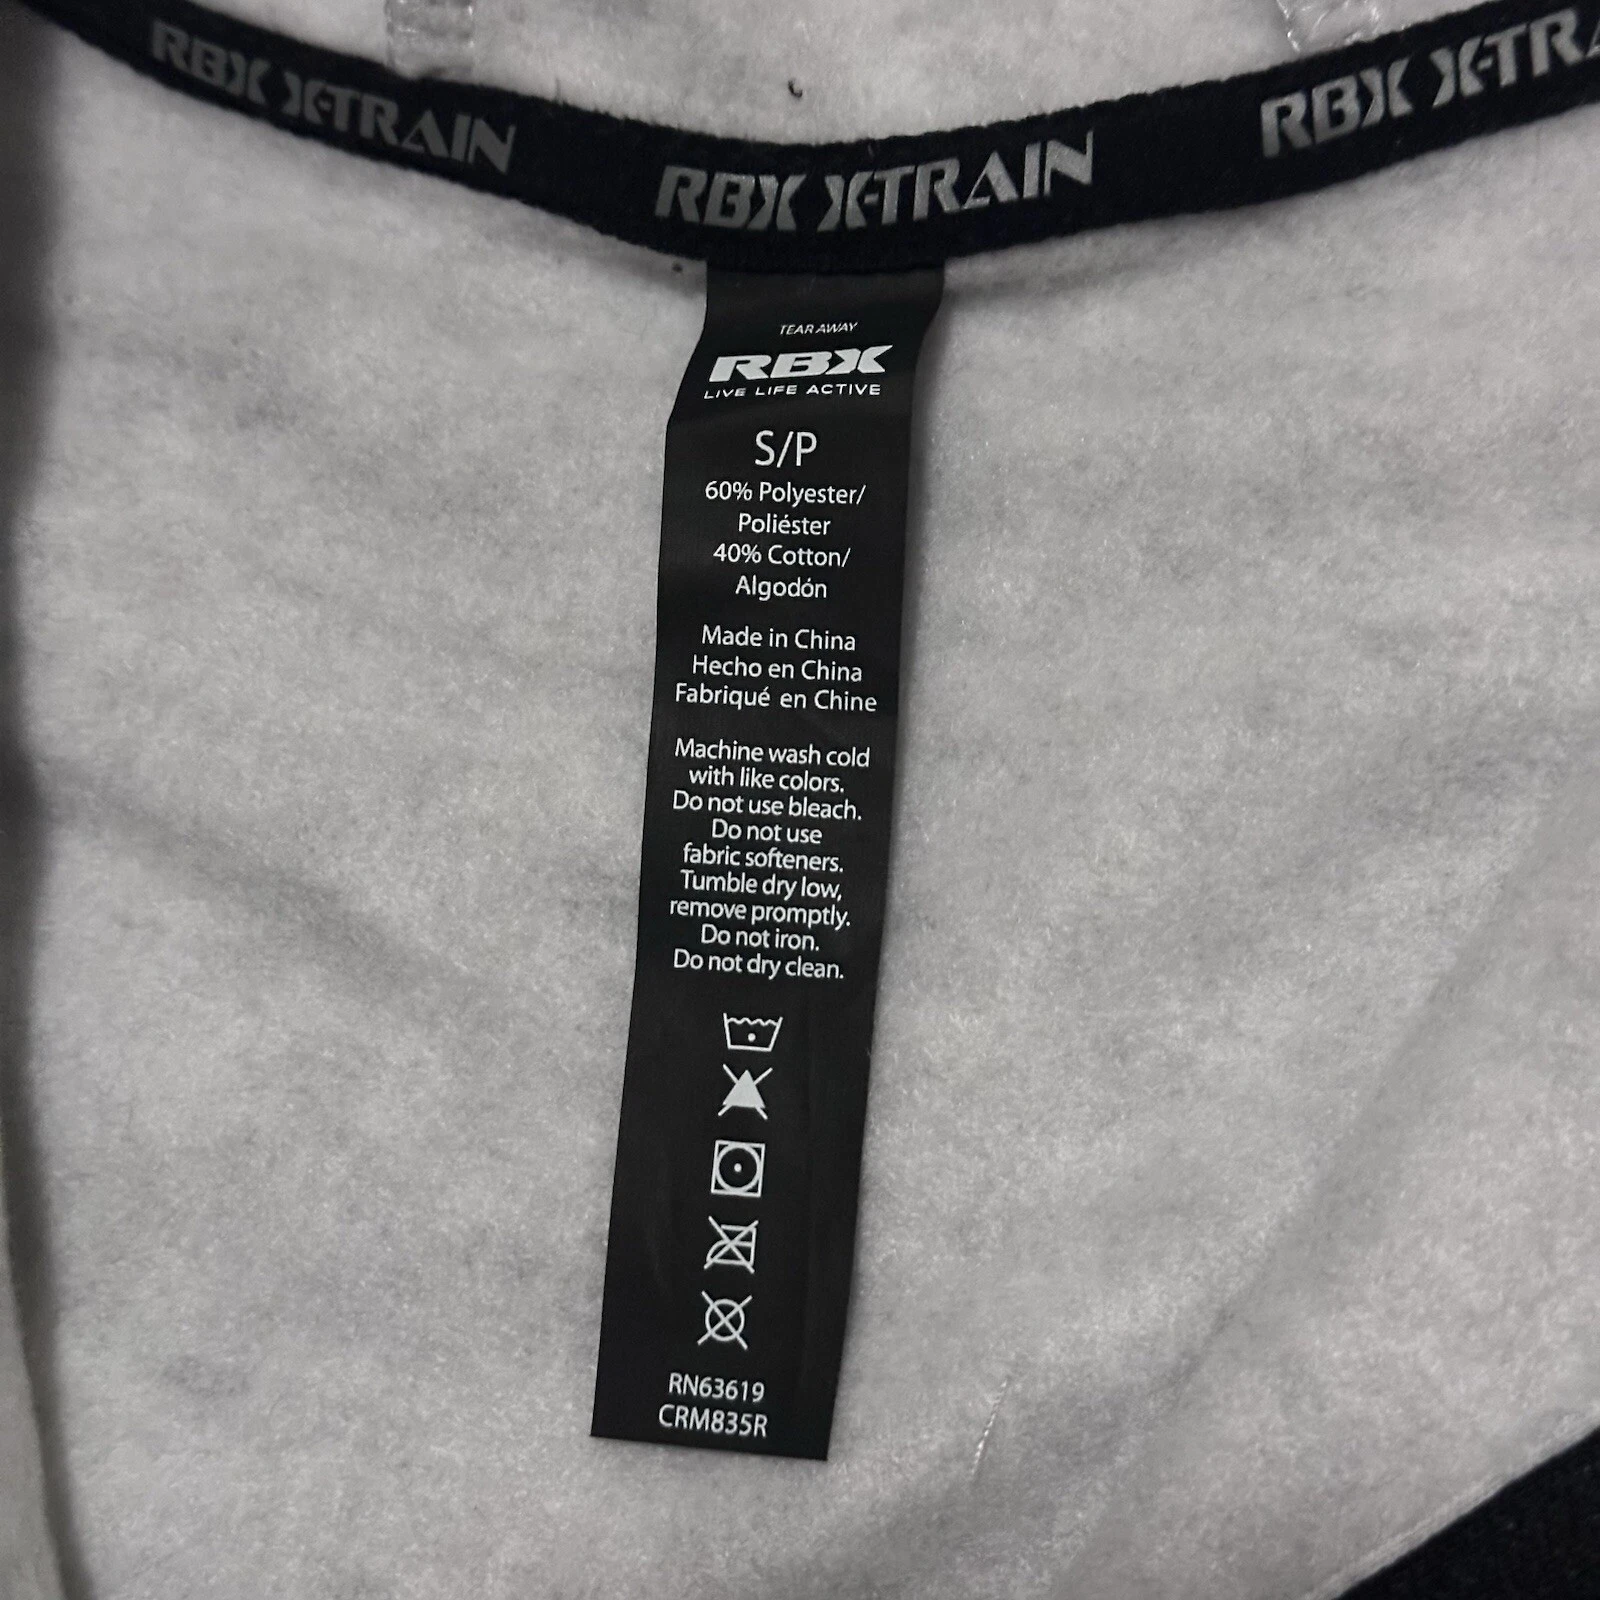 RBX X-TRAIN
RBX X-TRAIN
RBX X-TRA
TEAR AWAY
RBX
LIVE LIFE ACTIVE
S/P
60% Polyester/
Poliéster
40% Cotton/
Algodón
Made in China
Hecho en China
Fabriqué en Chine
Machine wash cold
with like colors.
Do not use bleach.
Do not use
fabric softeners.
Tumble dry low,
remove promptly.
Do not iron.
Do not dry clean.
RN63619
CRM835R